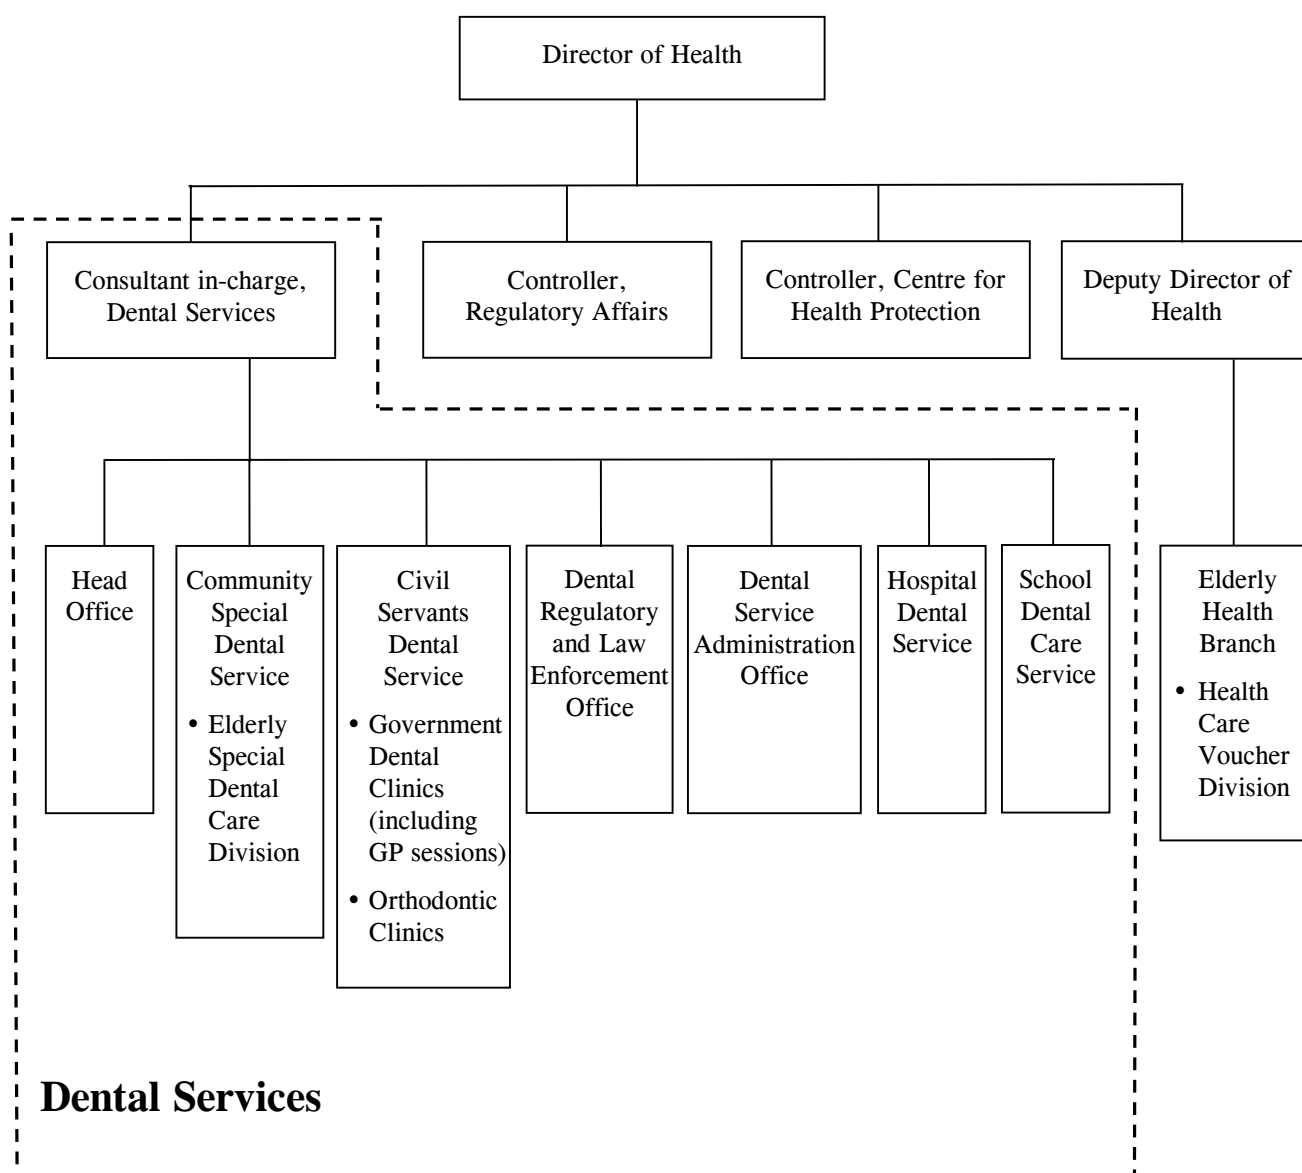 Director of Health
Consultant in-charge,
Dental Services
Controller,
Regulatory Affairs
Controller, Centre for
Health Protection
Deputy Director of
Health
Head
Office
Community
Special
Dental
Service
• Elderly
Special
Dental
Care
Division
Civil
Servants
Dental
Service
• Government
Dental
Clinics
(including
GP sessions)
• Orthodontic
Clinics
Dental
Regulatory
and Law
Enforcement
Office
Dental
Service
Administration
Office
Hospital
Dental
Service
School
Dental
Care
Service
Elderly
Health
Branch
• Health
Care
Voucher
Division
Dental Services